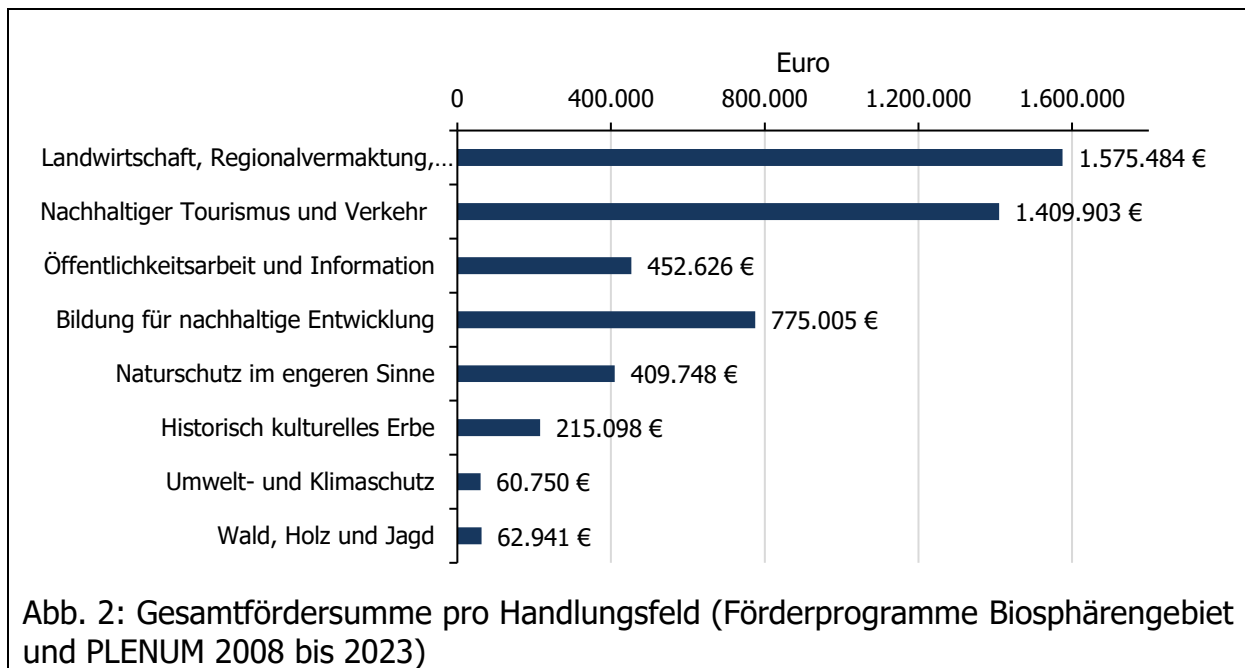 Euro
0 400.000 800.000 1.200.000 1.600.000
Landwirtschaft, Regionalvermaktung,... 1.575.484 €
Nachhaltiger Tourismus und Verkehr 1.409.903 €
Öffentlichkeitsarbeit und Information 452.626 €
Bildung für nachhaltige Entwicklung 775.005 €
Naturschutz im engeren Sinne 409.748 €
Historisch kulturelles Erbe 215.098 €
Umwelt- und Klimaschutz 60.750 €
Wald, Holz und Jagd 62.941 €
Abb. 2: Gesamtfördersumme pro Handlungsfeld (Förderprogramme Biosphärengebiet
und PLENUM 2008 bis 2023)